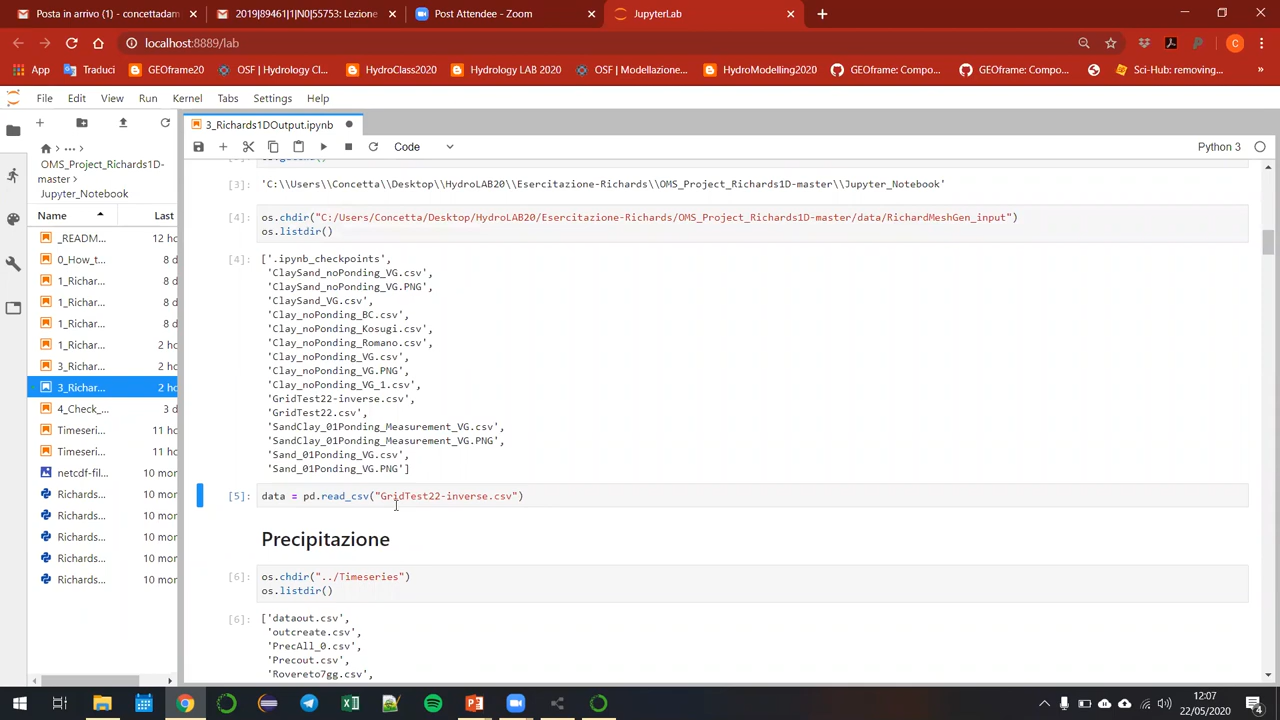 Posta in arrivo (1) - concettadam
2019|89461|1|N0|55753: Lezione
Post Attendee - Zoom
JupyterLab
localhost:8889/lab
App
Traduci
GEOframe20
OSF | Hydrology Cl...
HydroClass2020
Hydrology LAB 2020
OSF | Modellazione...
HydroModelling2020
GEOframe: Compo...
GEOframe: Compo...
Sci-Hub: removing...
»
File Edit View Run Kernel Tabs Settings Help
3_Richards1DOutput.ipynb
Code
Python 3
...
OMS_Project_Richards1D-
master
Jupyter_Notebook
Name Last
_READM... 12 ho
0_How_t... 8 d
1_Richar... 8 d
1_Richar... 8 d
1_Richar... 8 d
1_Richar... 2 ho
3_Richar... 2 ho
3_Richar... 2 ho
4_Check_... 3 d
Timeseri... 11 ho
Timeseri... 11 ho
netcdf-fil... 10 mor
Richards... 10 mor
Richards... 10 mor
Richards... 10 mor
Richards... 10 mor
Richards... 10 mor
[3]: 'C:\\Users\\Concetta\\Desktop\\HydroLAB20\\Esercitazione-Richards\\OMS_Project_Richards1D-master\\Jupyter_Notebook'
[4]: os.chdir("C:/Users/Concetta/Desktop/HydroLAB20/Esercitazione-Richards/OMS_Project_Richards1D-master/data/RichardMeshGen_input")
os.listdir()
[4]: ['.ipynb_checkpoints',
'ClaySand_noPonding_VG.csv',
'ClaySand_noPonding_VG.PNG',
'ClaySand_VG.csv',
'Clay_noPonding_BC.csv',
'Clay_noPonding_Kosugi.csv',
'Clay_noPonding_Romano.csv',
'Clay_noPonding_VG.csv',
'Clay_noPonding_VG.PNG',
'Clay_noPonding_VG_1.csv',
'GridTest22-inverse.csv',
'GridTest22.csv',
'SandClay_01Ponding_Measurement_VG.csv',
'SandClay_01Ponding_Measurement_VG.PNG',
'Sand_01Ponding_VG.csv',
'Sand_01Ponding_VG.PNG']
[5]: data = pd.read_csv("GridTest22-inverse.csv")
Precipitazione
[6]: os.chdir("../Timeseries")
os.listdir()
[6]: ['dataout.csv',
'outcreate.csv',
'PrecAll_0.csv',
'Precout.csv',
'Rovereto7gg.csv',
12:07
22/05/2020